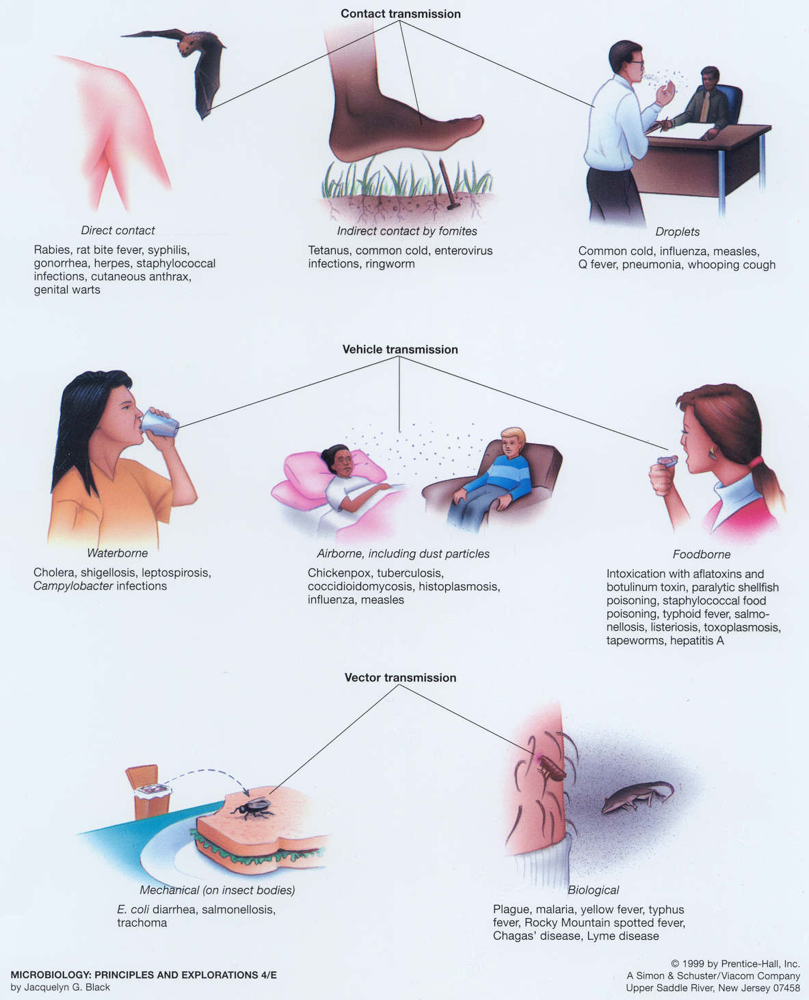 Contact transmission
Direct contact
Rabies, rat bite fever, syphilis,
gonorrhea, herpes, staphylococcal
infections, cutaneous anthrax,
genital warts
Indirect contact by fomites
Tetanus, common cold, enterovirus
infections, ringworm
Droplets
Common cold, influenza, measles,
Q fever, pneumonia, whooping cough
Vehicle transmission
Waterborne
Cholera, shigellosis, leptospirosis,
Campylobacter infections
Airborne, including dust particles
Chickenpox, tuberculosis,
coccidioidomycosis, histoplasmosis,
influenza, measles
Foodborne
Intoxication with aflatoxins and
botulinum toxin, paralytic shellfish
poisoning, staphylococcal food
poisoning, typhoid fever, salmo-
nellosis, listeriosis, toxoplasmosis,
tapeworms, hepatitis A
Vector transmission
Mechanical (on insect bodies)
E. coli diarrhea, salmonellosis,
trachoma
Biological
Plague, malaria, yellow fever, typhus
fever, Rocky Mountain spotted fever,
Chagas’ disease, Lyme disease
MICROBIOLOGY: PRINCIPLES AND EXPLORATIONS 4/E
by Jacquelyn G. Black
© 1999 by Prentice-Hall, Inc.
A Simon & Schuster/Viacom Company
Upper Saddle River, New Jersey 07458